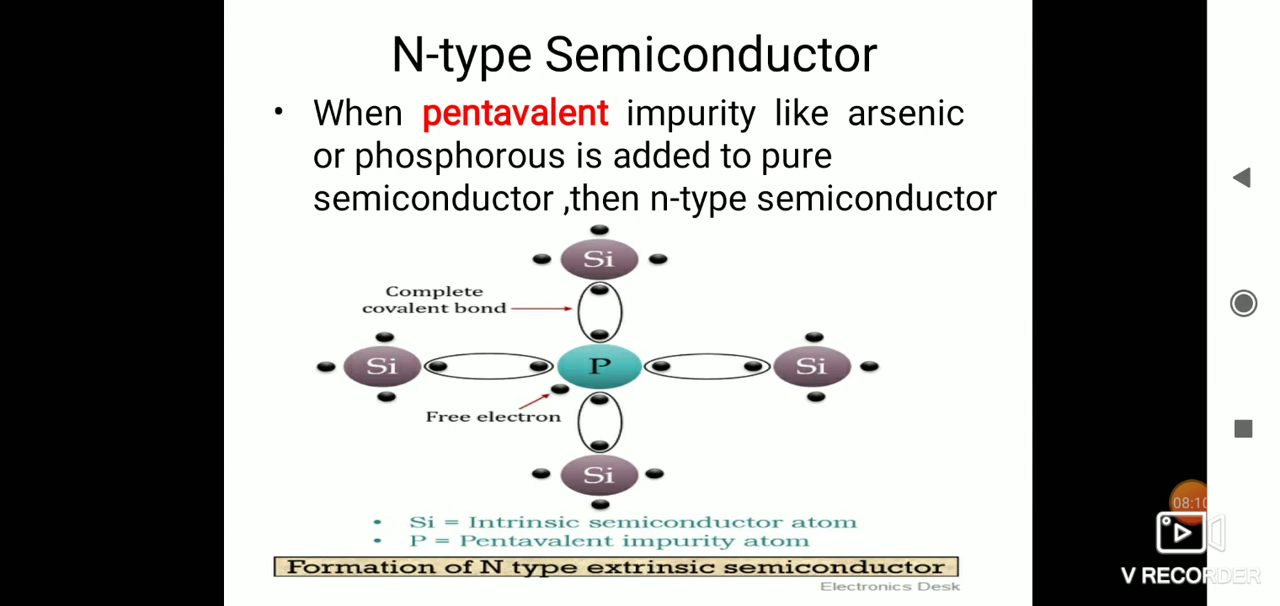 N-type Semiconductor
• When pentavalent impurity like arsenic
or phosphorous is added to pure
semiconductor ,then n-type semiconductor
Si
Complete
covalent bond
Si
P
Si
Free electron
Si
• Si = Intrinsic semiconductor atom
• P = Pentavalent impurity atom
Formation of N type extrinsic semiconductor
Electronics Desk
08:10
V RECORDER